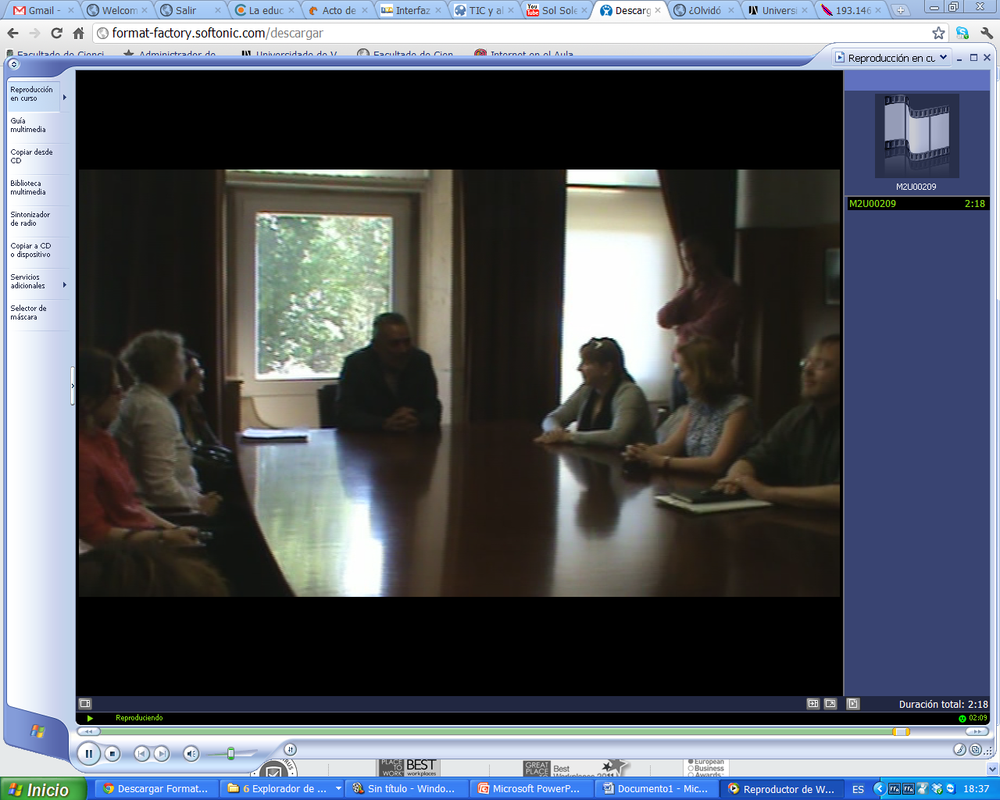 Gmail -
Welcom
Salir
La educ
Acto de
Interfaz
TIC y al
Sol Sole
Descarg
¿Olvidó
Universi
193.146
format-factory.softonic.com/descargar
Facultade de Cienci
Administrador de
Universidade de V
Facultade de Cien
Internet en el Aula
Reproducción en cu
Reproducción
en curso
Guía
multimedia
Copiar desde
CD
Biblioteca
multimedia
Sintonizador
de radio
Copiar a CD
o dispositivo
Servicios
adicionales
Selector de
máscara
M2U00209
M2U00209 2:18
Duración total: 2:18
Reproduciendo
02:09
PLACE
TO
WORK
BEST
workplaces
GREAT
PLACE
TO
Best
Workplaces 2011
European
Business
Awards
Inicio
Descargar Format...
6 Explorador de ...
Sin título - Windo...
Microsoft PowerP...
Documento1 - Mic...
Reproductor de W...
ES
18:37